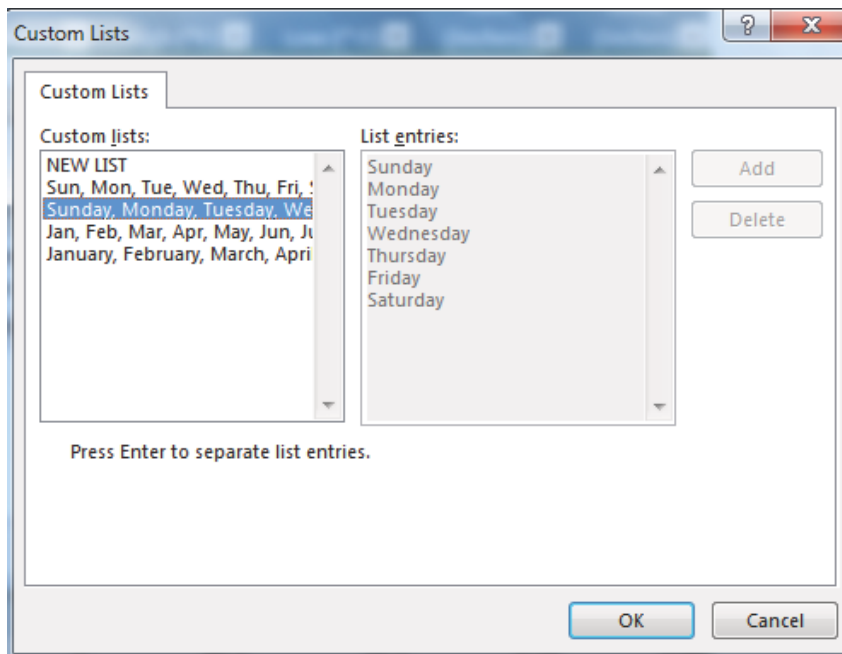 Custom Lists
Custom Lists
Custom lists:
NEW LIST
Sun, Mon, Tue, Wed, Thu, Fri,
Sunday, Monday, Tuesday, We
Jan, Feb, Mar, Apr, May, Jun,
January, February, March, Apri
List entries:
Sunday
Monday
Tuesday
Wednesday
Thursday
Friday
Saturday
Add
Delete
Press Enter to separate list entries.
OK
Cancel